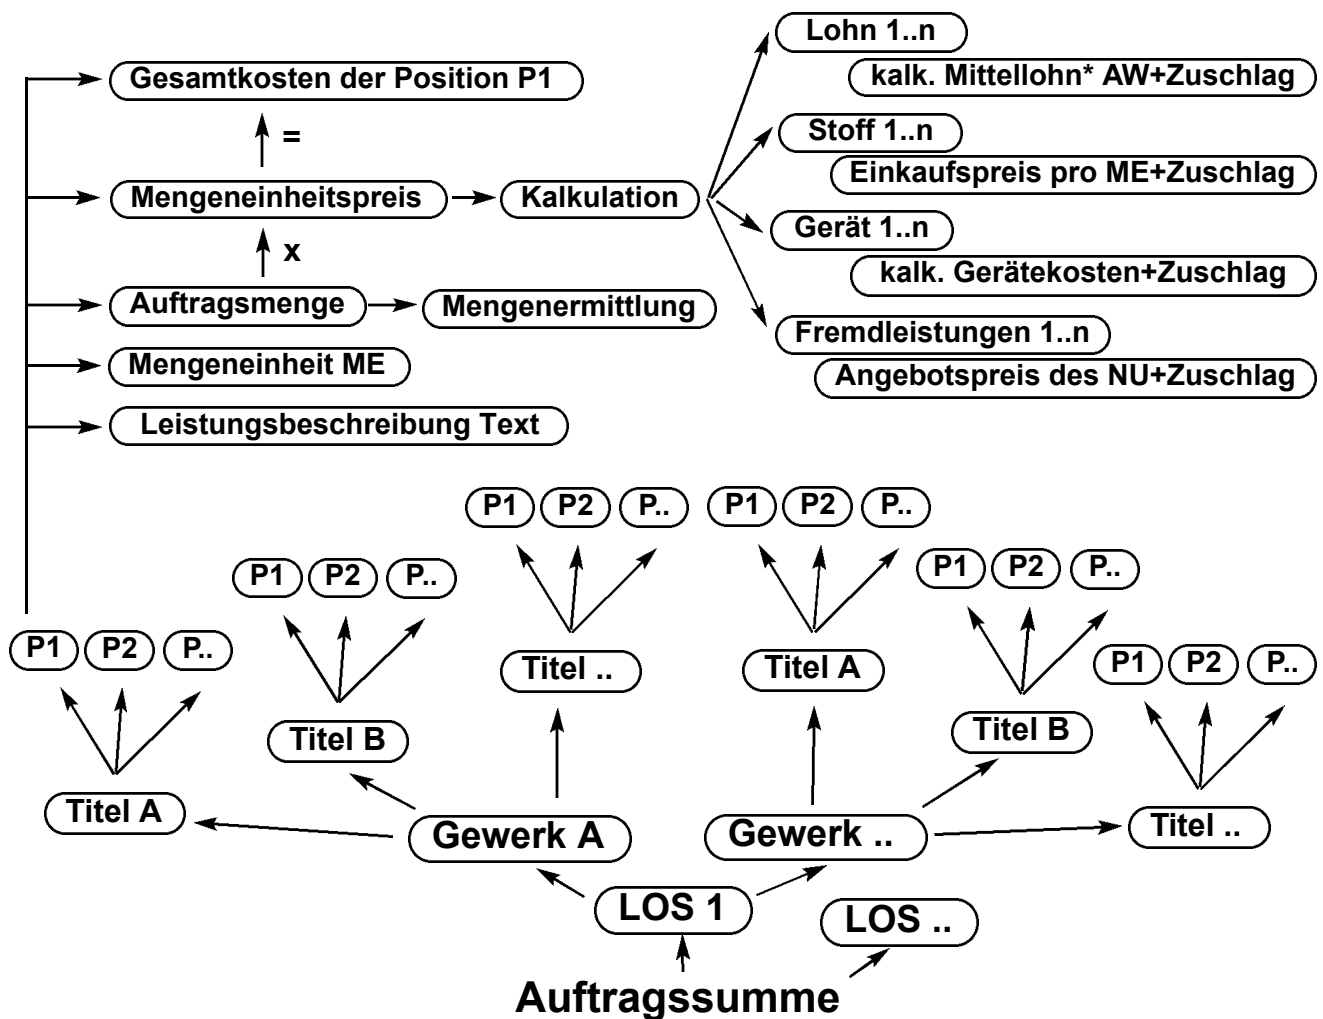 Gesamtkosten der Position P1
=
Mengeneinheitspreis
x
Auftragsmenge
Mengeneinheit ME
Leistungsbeschreibung Text
Kalkulation
Mengenermittlung
Lohn 1..n
kalk. Mittellohn* AW+Zuschlag
Stoff 1..n
Einkaufspreis pro ME+Zuschlag
Gerät 1..n
kalk. Gerätekosten+Zuschlag
Fremdleistungen 1..n
Angebotspreis des NU+Zuschlag
P1 P2 P..
Titel A
P1 P2 P..
Titel B
P1 P2 P..
Titel ..
P1 P2 P..
Titel A
P1 P2 P..
Titel B
P1 P2 P..
Titel ..
Gewerk A
Gewerk ..
LOS 1
LOS ..
Auftragssumme